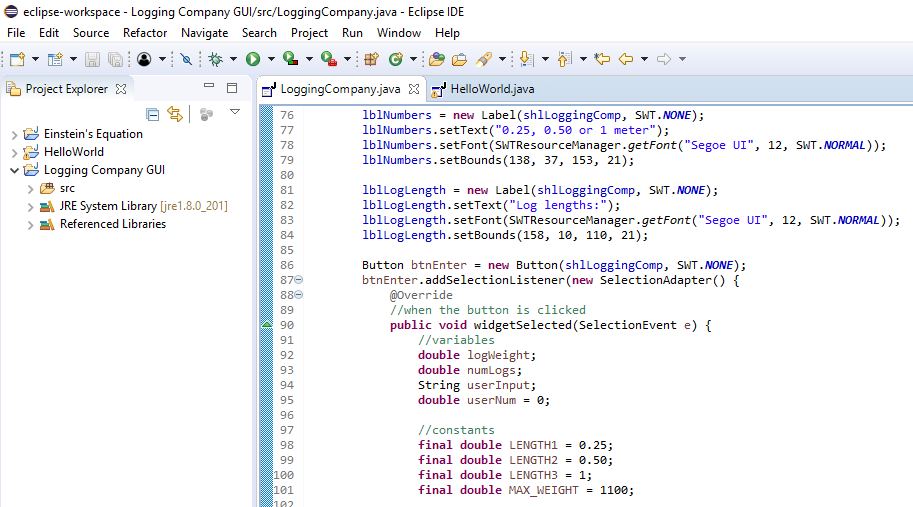 eclipse-workspace - Logging Company GUI/src/LoggingCompany.java - Eclipse IDE
File Edit Source Refactor Navigate Search Project Run Window Help
Project Explorer
Einstein's Equation
HelloWorld
Logging Company GUI
src
JRE System Library [jre1.8.0_201]
Referenced Libraries
LoggingCompany.java HelloWorld.java
76 lblNumbers = new Label(shlLoggingComp, SWT.NONE);
77 lblNumbers.setText("0.25, 0.50 or 1 meter");
78 lblNumbers.setFont(SWTResourceManager.getFont("Segoe UI", 12, SWT.NORMAL));
79 lblNumbers.setBounds(138, 37, 153, 21);
80
81 lblLogLength = new Label(shlLoggingComp, SWT.NONE);
82 lblLogLength.setText("Log lengths:");
83 lblLogLength.setFont(SWTResourceManager.getFont("Segoe UI", 12, SWT.NORMAL));
84 lblLogLength.setBounds(158, 10, 110, 21);
85
86 Button btnEnter = new Button(shlLoggingComp, SWT.NONE);
87 btnEnter.addSelectionListener(new SelectionAdapter() {
88 @Override
89 //when the button is clicked
90 public void widgetSelected(SelectionEvent e) {
91 //variables
92 double logWeight;
93 double numLogs;
94 String userInput;
95 double userNum = 0;
96
97 //constants
98 final double LENGTH1 = 0.25;
99 final double LENGTH2 = 0.50;
100 final double LENGTH3 = 1;
101 final double MAX_WEIGHT = 1100;
102